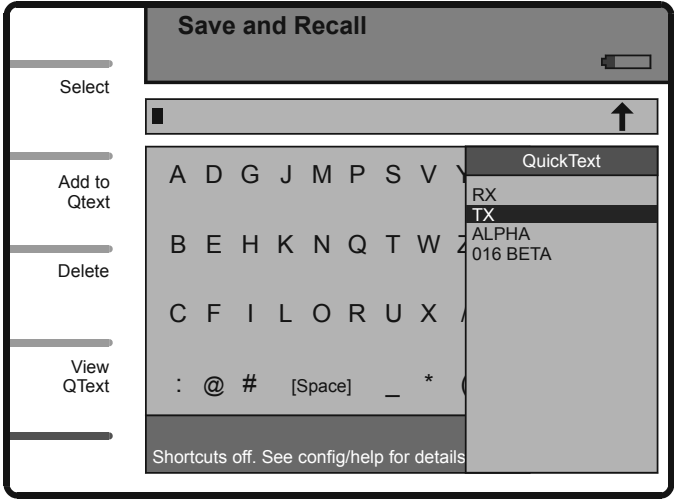 Save and Recall
Select
Add to
Qtext
Delete
View
QText
A D G J M P S V Y
B E H K N Q T W Z
C F I L O R U X /
: @ # [Space] _ * (
QuickText
RX
TX
ALPHA
016 BETA
Shortcuts off. See config/help for details